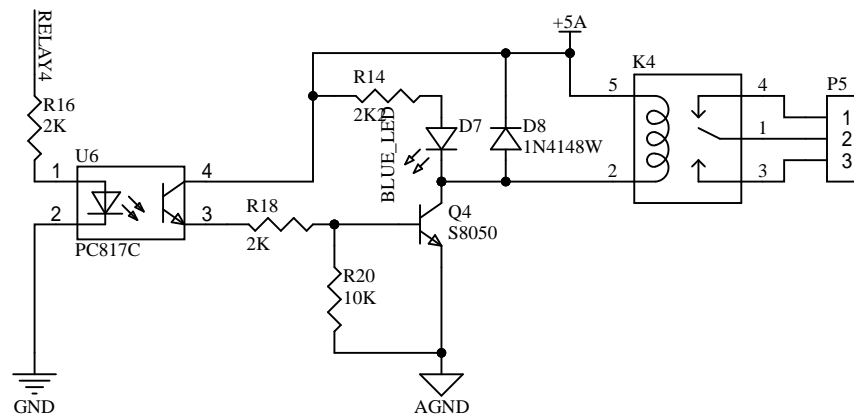 RELAY4
+5A
K4
R14
5
4
P5
R16
2K
2K2
D7
D8
1
BLUE_LED
1N4148W
1
2
U6
3
1
4
2
3
2
3
Q4
R18
S8050
PC817C
2K
R20
10K
GND
AGND